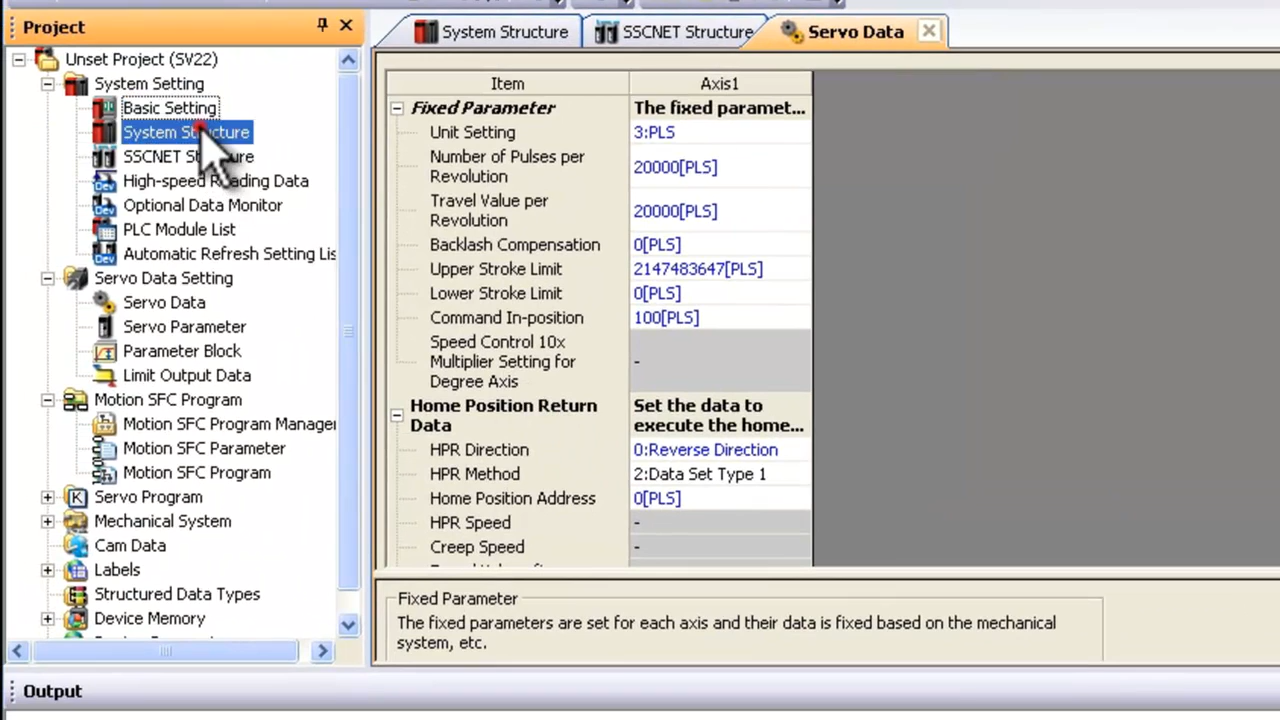 Project
Unset Project (SV22)
System Setting
Basic Setting
System Structure
SSCNET Structure
High-speed Reading Data
Optional Data Monitor
PLC Module List
Automatic Refresh Setting Lis
Servo Data Setting
Servo Data
Servo Parameter
Parameter Block
Limit Output Data
Motion SFC Program
Motion SFC Program Manager
Motion SFC Parameter
Motion SFC Program
Servo Program
Mechanical System
Cam Data
Labels
Structured Data Types
Device Memory
System Structure
SSCNET Structure
Servo Data
Item Axis1
Fixed Parameter The fixed paramet...
Unit Setting 3:PLS
Number of Pulses per
Revolution 20000[PLS]
Travel Value per
Revolution 20000[PLS]
Backlash Compensation 0[PLS]
Upper Stroke Limit 2147483647[PLS]
Lower Stroke Limit 0[PLS]
Command In-position 100[PLS]
Speed Control 10x
Multiplier Setting for -
Degree Axis
Home Position Return Set the data to
Data execute the home...
HPR Direction 0:Reverse Direction
HPR Method 2:Data Set Type 1
Home Position Address 0[PLS]
HPR Speed -
Creep Speed -
Fixed Parameter
The fixed parameters are set for each axis and their data is fixed based on the mechanical
system, etc.
Output